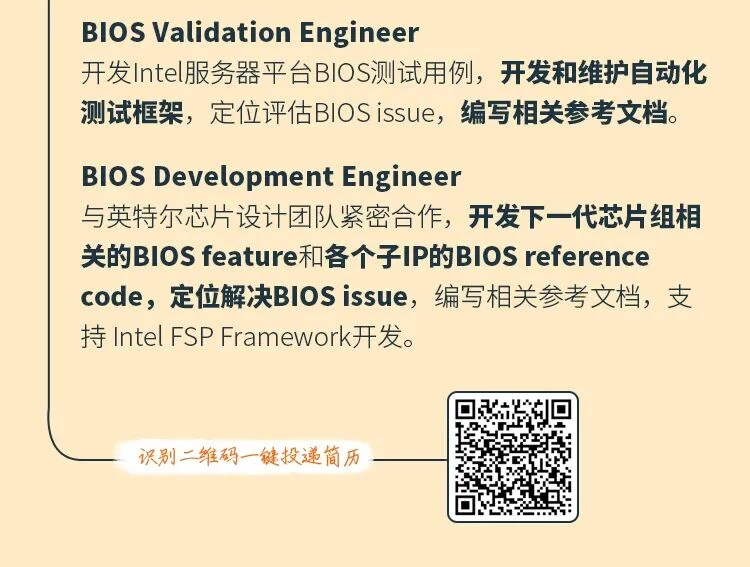 BIOS Validation Engineer
开发Intel服务器平台BIOS测试用例，开发和维护自动化
测试框架，定位评估BIOS issue，编写相关参考文档。
BIOS Development Engineer
与英特尔芯片设计团队紧密合作，开发下一代芯片组相
关的BIOS feature和各个子IP的BIOS reference
code，定位解决BIOS issue，编写相关参考文档，支
持 Intel FSP Framework开发。
识别二维码一键投递简历